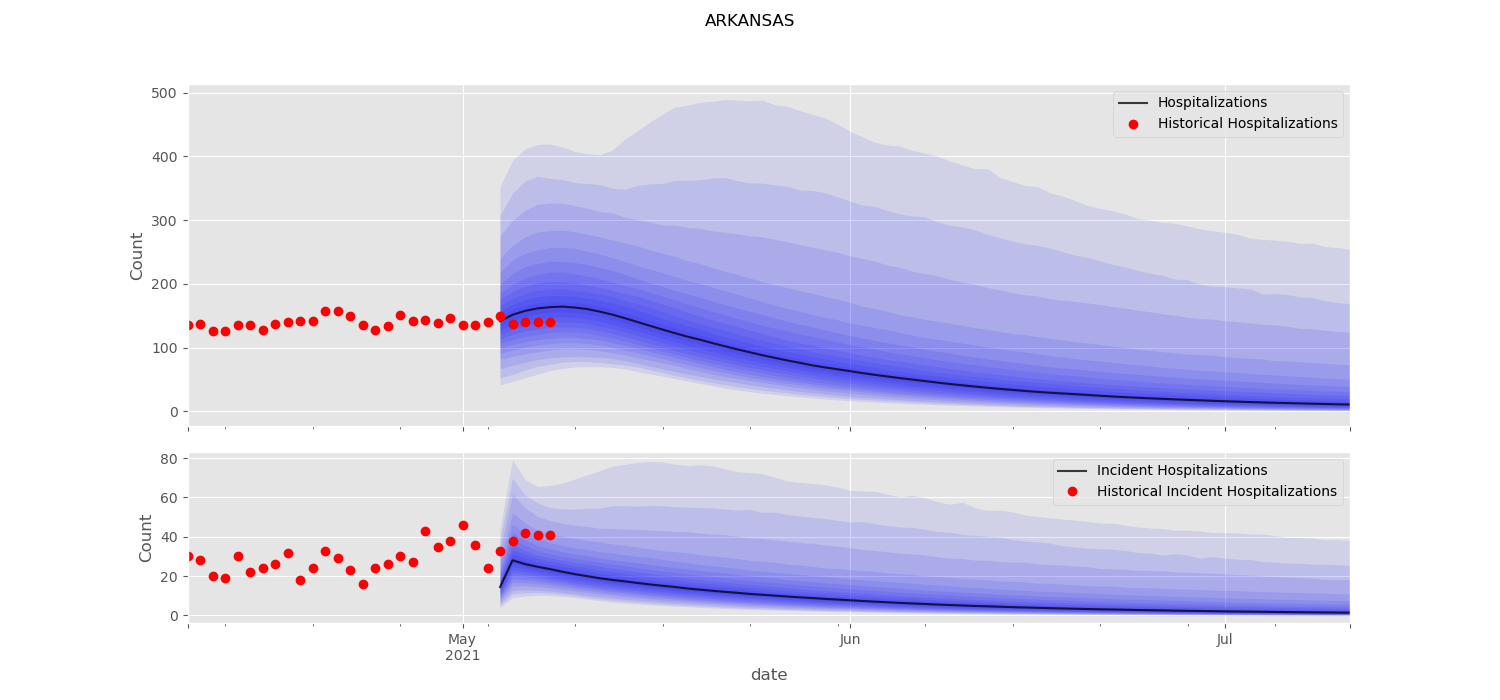 ARKANSAS
500
400
300
200
100
0
Count
Hospitalizations
Historical Hospitalizations
80
60
40
20
0
Count
Incident Hospitalizations
Historical Incident Hospitalizations
May
2021
Jun
Jul
date